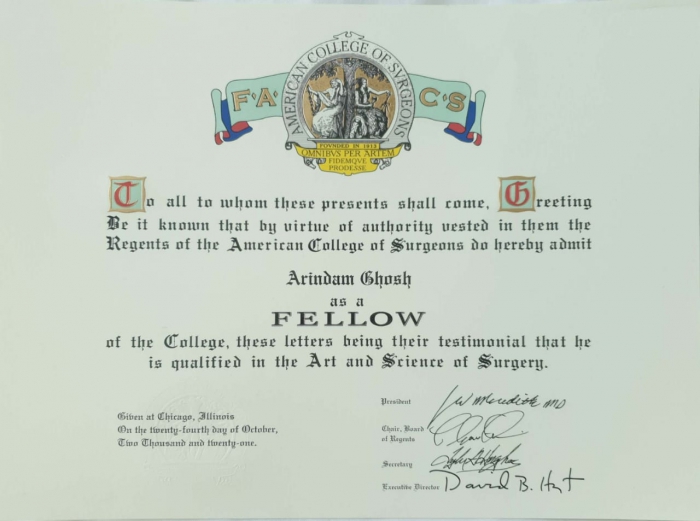 AMERICAN COLLEGE OF SVRGEONS
F·A·C·S
FOVNDED IN 1913
OMNIBVS PER ARTEM
FIDEMQVE
PRODESSE
To all to whom these presents shall come, Greeting
Be it known that by virtue of authority vested in them the
Regents of the American College of Surgeons do hereby admit
Arindam Ghosh
as a
FELLOW
of the College, these letters being their testimonial that he
is qualified in the Art and Science of Surgery.
Given at Chicago, Illinois
On the twenty-fourth day of October,
Two Thousand and twenty-one.
President
J W Meredith MD
Chair, Board
of Regents
Secretary
Executive Director
David B. Hoyt